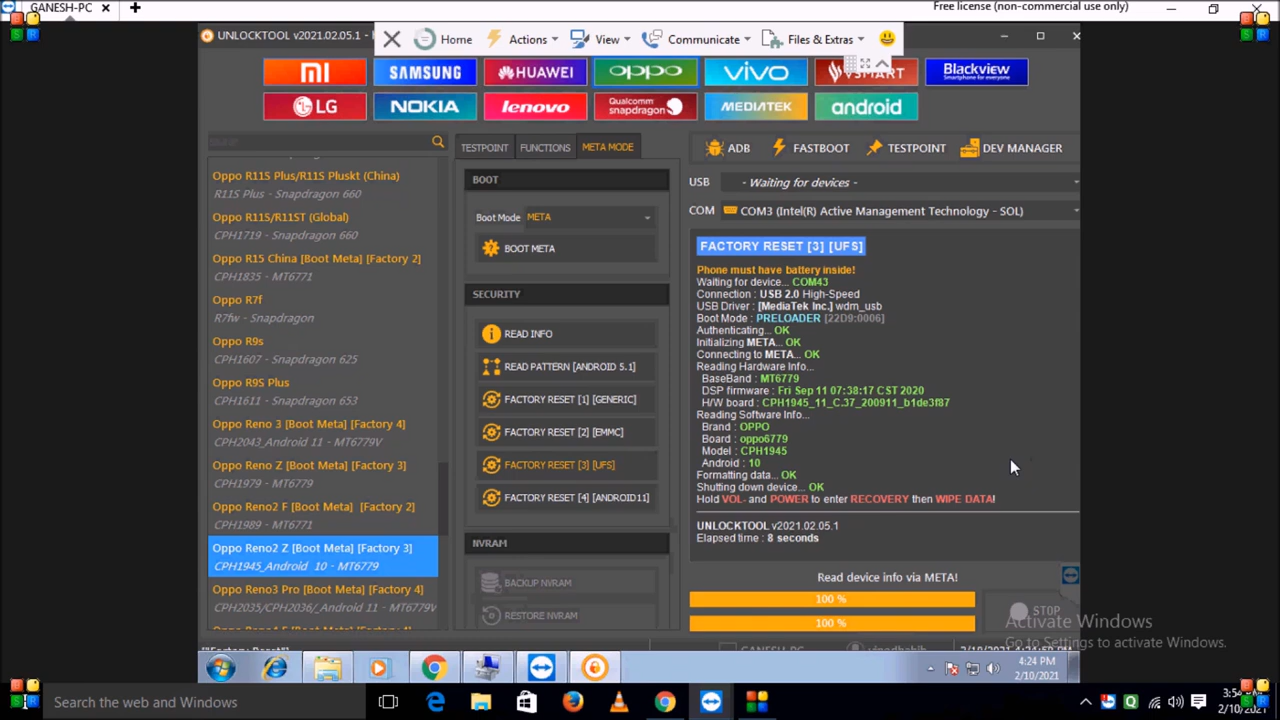 GANESH-PC
Free license (non-commercial use only)
UNLOCKTOOL v2021.02.05.1 -
Home
Actions
View
Communicate
Files & Extras
SAMSUNG
HUAWEI
oppo
vivo
VSMART
Blackview
Smartphone for everyone
LG
NOKIA
lenovo
Qualcomm
snapdragon
MEDIATEK
android
TESTPOINT
FUNCTIONS
META MODE
ADB
FASTBOOT
TESTPOINT
DEV MANAGER
Oppo R11S Plus/R11S Pluskt (China)
R11S Plus - Snapdragon 660
Oppo R11S/R11ST (Global)
CPH1719 - Snapdragon 660
Oppo R15 China [Boot Meta] [Factory 2]
CPH1835 - MT6771
Oppo R7f
R7fw - Snapdragon
Oppo R9s
CPH1607 - Snapdragon 625
Oppo R9S Plus
CPH1611 - Snapdragon 653
Oppo Reno 3 [Boot Meta] [Factory 4]
CPH2043_Android 11 - MT6779V
Oppo Reno Z [Boot Meta] [Factory 3]
CPH1979 - MT6779
Oppo Reno2 F [Boot Meta]  [Factory 2]
CPH1989 - MT6771
Oppo Reno2 Z [Boot Meta] [Factory 3]
CPH1945_Android  10 - MT6779
Oppo Reno3 Pro [Boot Meta] [Factory 4]
CPH2035/CPH2036/_Android 11 - MT6779V
BOOT
Boot Mode META
BOOT META
SECURITY
READ INFO
READ PATTERN [ANDROID 5.1]
FACTORY RESET [1] [GENERIC]
FACTORY RESET [2] [EMMC]
FACTORY RESET [3] [UFS]
FACTORY RESET [4] [ANDROID11]
NVRAM
BACKUP NVRAM
RESTORE NVRAM
USB - Waiting for devices -
COM COM3 (Intel(R) Active Management Technology - SOL)
FACTORY RESET [3] [UFS]
Phone must have battery inside!
Waiting for device... COM43
Connection : USB 2.0 High-Speed
USB Driver : [MediaTek Inc.] wdm_usb
Boot Mode : PRELOADER [22D9:0006]
Authenticating... OK
Initializing META... OK
Connecting to META... OK
Reading Hardware Info...
BaseBand : MT6779
DSP firmware : Fri Sep 11 07:38:17 CST 2020
H/W board : CPH1945_11_C.37_200911_b1de3f87
Reading Software Info...
Brand : OPPO
Board : oppo6779
Model : CPH1945
Android : 10
Formatting data... OK
Shutting down device... OK
Hold VOL- and POWER to enter RECOVERY then WIPE DATA!
UNLOCKTOOL v2021.02.05.1
Elapsed time : 8 seconds
Read device info via META!
100 %
100 %
STOP
Activate Windows
Go to Settings to activate Windows.
4:24 PM
2/10/2021
Search the web and Windows
2/10/2021